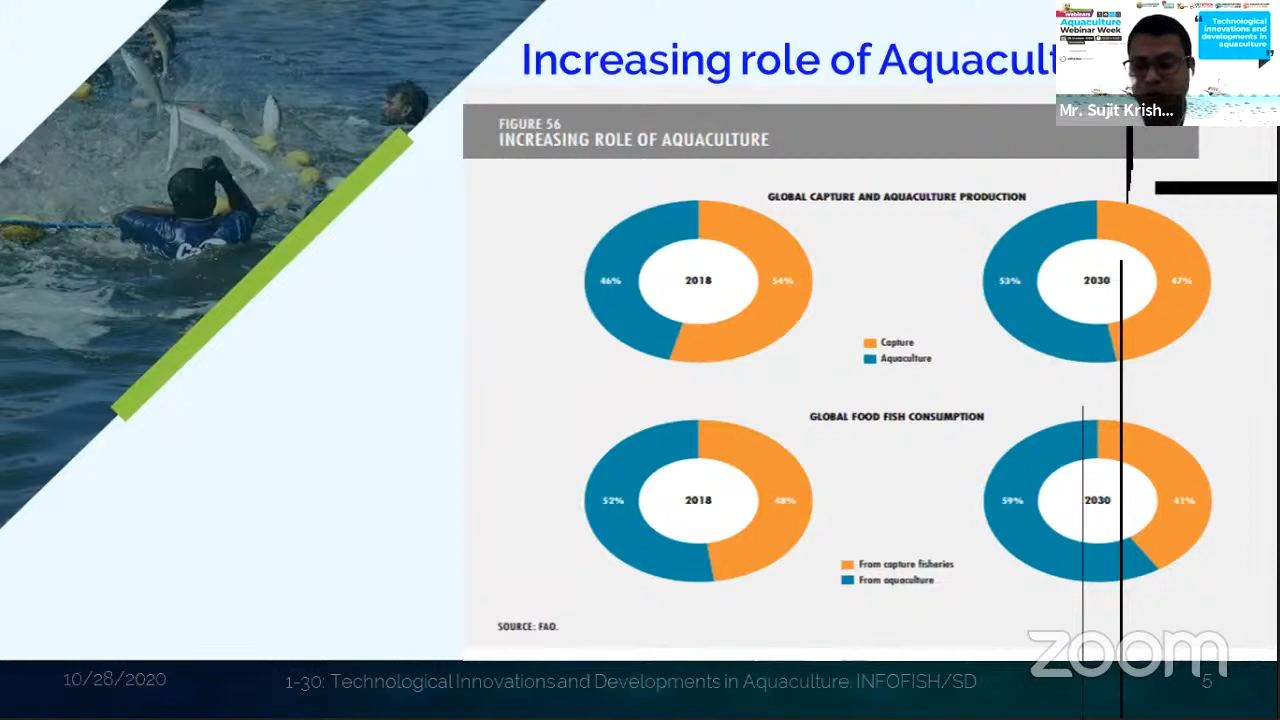 Increasing role of Aquacult
Webinars
Aquaculture
Webinar Week
Technological
innovations and
developments in
aquaculture
Mr. Sujit Krish...
FIGURE 56
INCREASING ROLE OF AQUACULTURE
GLOBAL CAPTURE AND AQUACULTURE PRODUCTION
46%
2018
54%
53%
2030
47%
Capture
Aquaculture
GLOBAL FOOD FISH CONSUMPTION
52%
2018
48%
59%
2030
41%
From capture fisheries
From aquaculture
SOURCE: FAO.
zoom
10/28/2020
1-30: Technological Innovations and Developments in Aquaculture. INFOFISH/SD
5